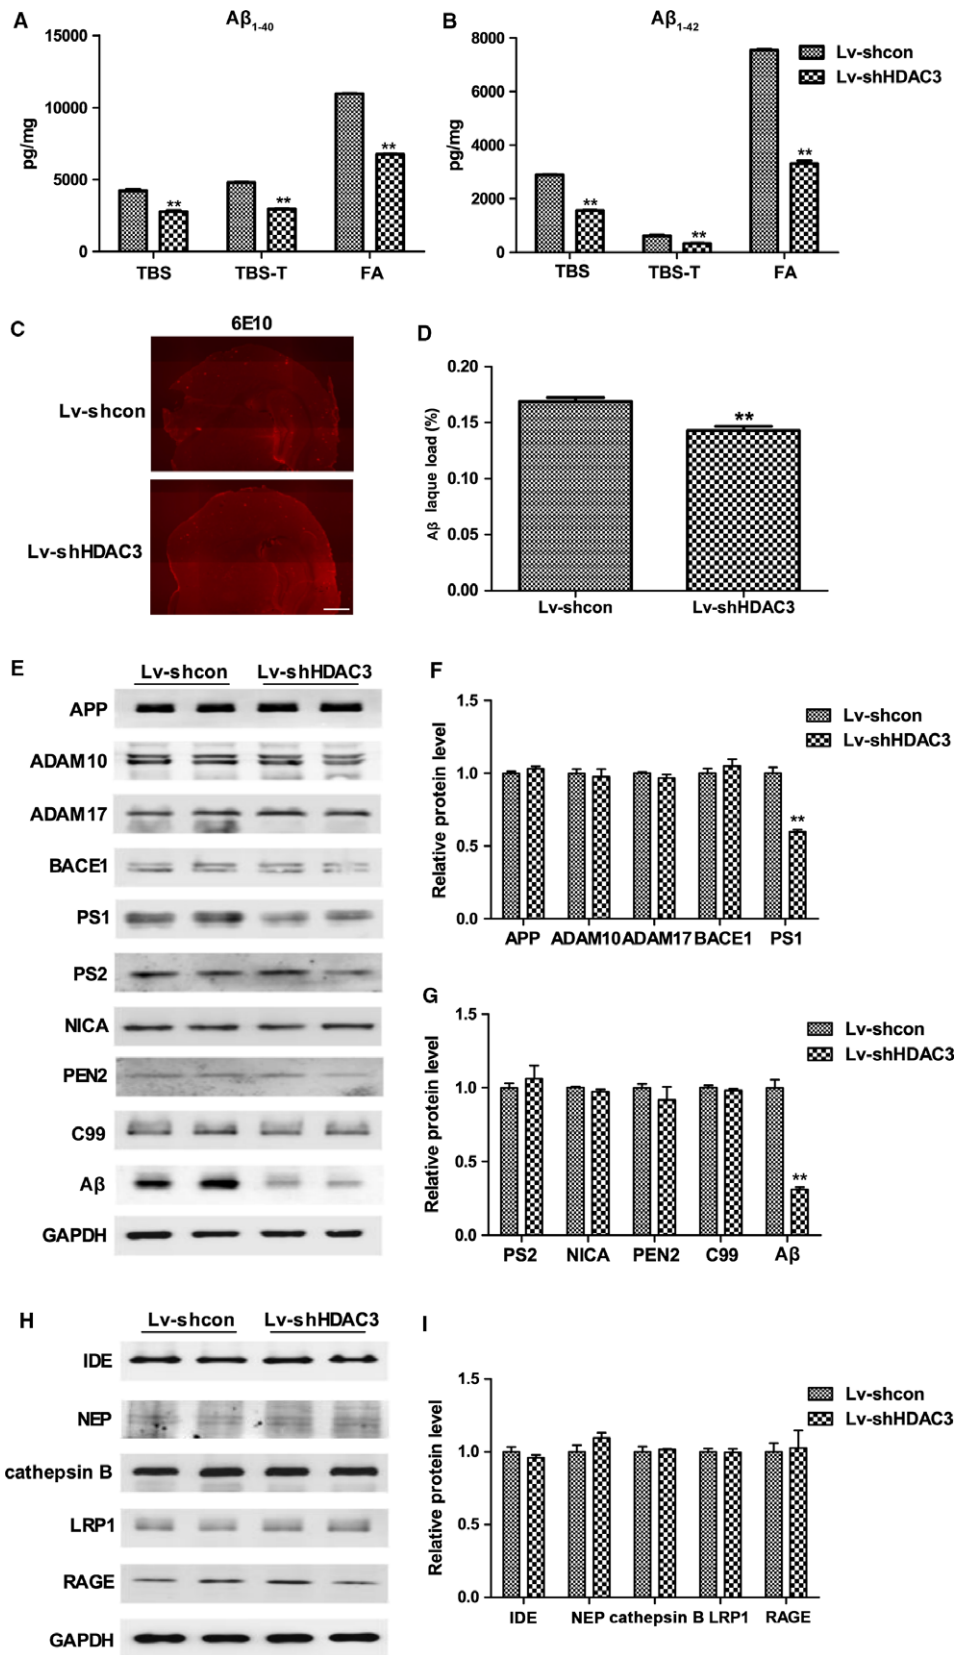 A
Aβ1-40
15000
10000
5000
0
pg/mg
**
**
**
TBS
TBS-T
FA
B
Aβ1-42
8000
6000
4000
2000
0
pg/mg
**
**
**
TBS
TBS-T
FA
Lv-shcon
Lv-shHDAC3
C
6E10
Lv-shcon
Lv-shHDAC3
D
0.20
0.15
0.10
0.05
0.00
Aβ laque load (%)
**
Lv-shcon
Lv-shHDAC3
E
Lv-shcon
Lv-shHDAC3
APP
ADAM10
ADAM17
BACE1
PS1
PS2
NICA
PEN2
C99
Aβ
GAPDH
F
1.5
1.0
0.5
0.0
Relative protein level
Lv-shcon
Lv-shHDAC3
**
APP
ADAM10
ADAM17
BACE1
PS1
G
1.5
1.0
0.5
0.0
Relative protein level
Lv-shcon
Lv-shHDAC3
**
PS2
NICA
PEN2
C99
Aβ
H
Lv-shcon
Lv-shHDAC3
IDE
NEP
cathepsin B
LRP1
RAGE
GAPDH
I
1.5
1.0
0.5
0.0
Relative protein level
Lv-shcon
Lv-shHDAC3
IDE
NEP
cathepsin B
LRP1
RAGE